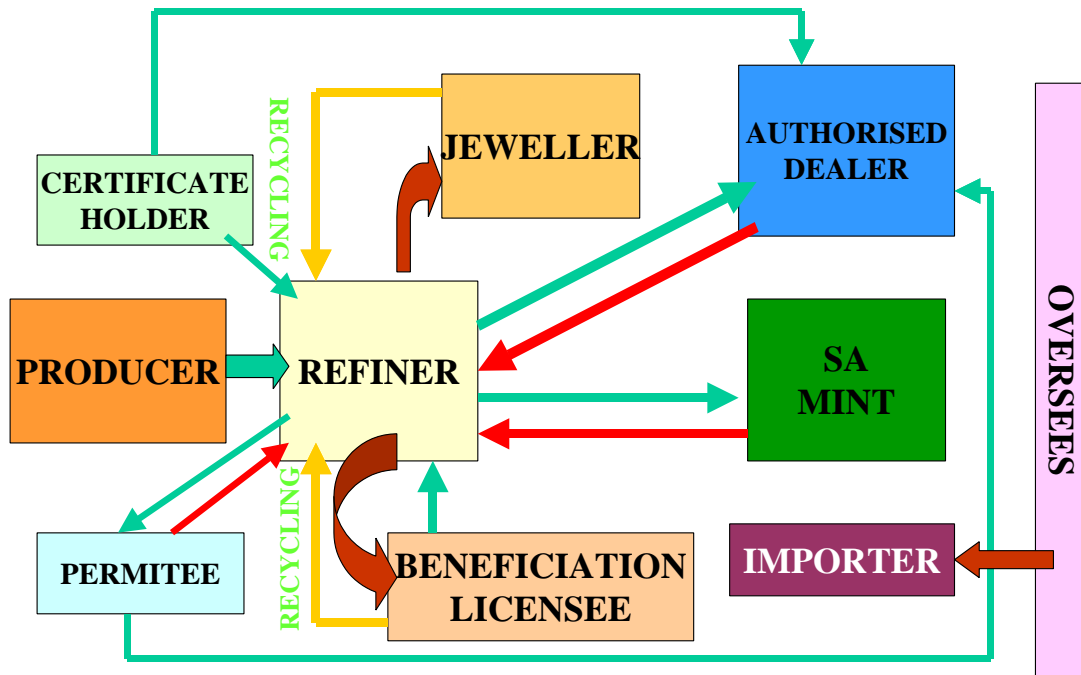 RECYCLING
JEWELLER
AUTHORISED
DEALER
CERTIFICATE
HOLDER
OVERSEES
PRODUCER
REFINER
SA
MINT
RECYCLING
PERMITEE
BENEFICIATION
LICENSEE
IMPORTER